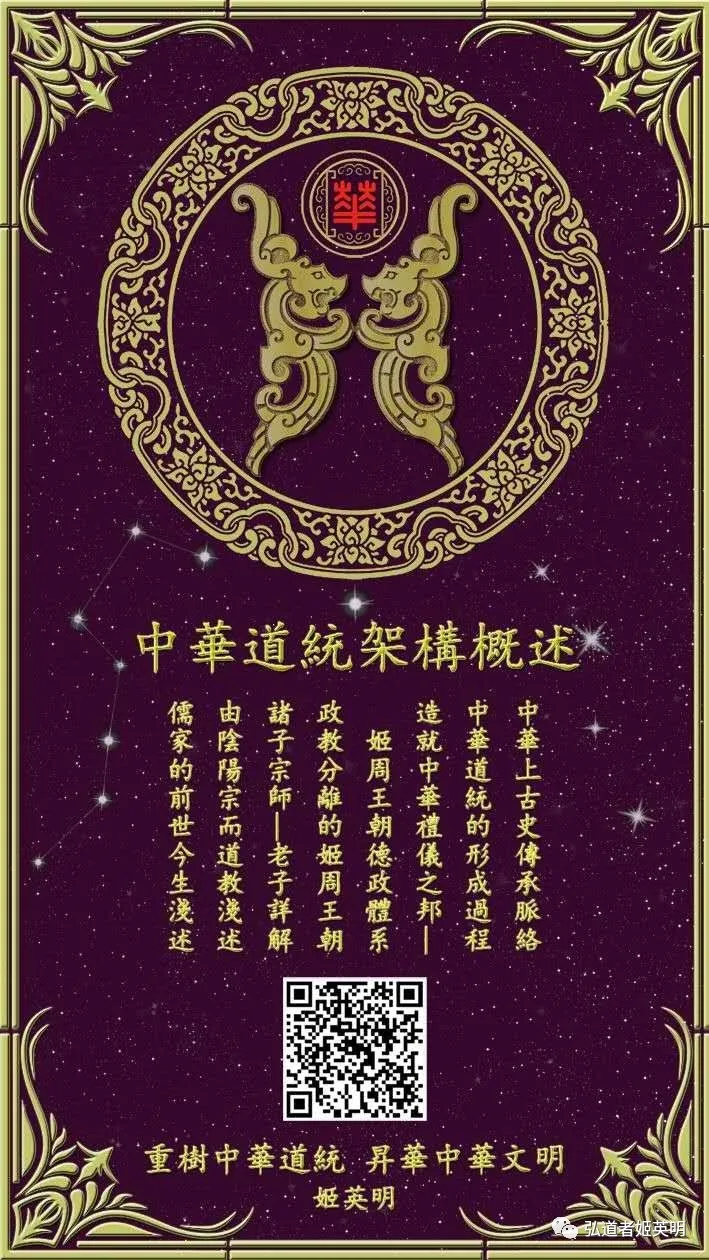 華
中華道統架構概述
中華上古史傳承脈絡
中華道統的形成過程
造就中華禮儀之邦—
姬周王朝德政體系
政教分離的姬周王朝
諸子宗師—老子詳解
由陰陽宗而道教淺述
儒家的前世今生淺述
重樹中華道統 昇華中華文明
姬英明
弘道者姬英明